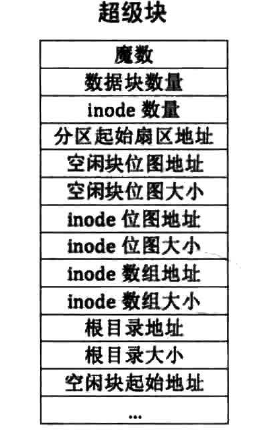 超级块
魔数
数据块数量
inode 数量
分区起始扇区地址
空闲块位图地址
空闲块位图大小
inode 位图地址
inode 位图大小
inode 数组地址
inode 数组大小
根目录地址
根目录大小
空闲块起始地址
...